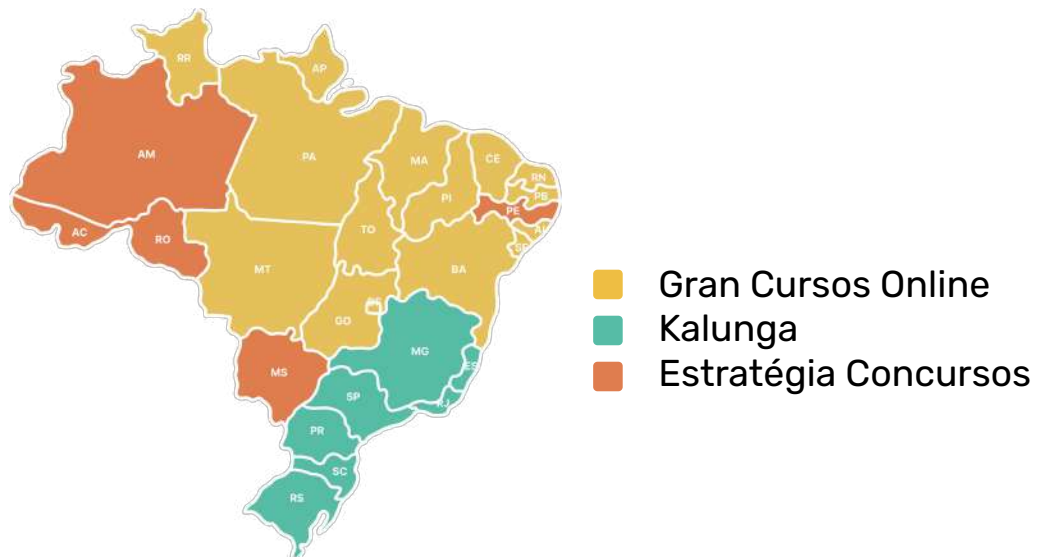 RR
AP
AM
PA
MA
CE
RN
PB
PI
PE
AL
SE
AC
RO
TO
MT
BA
GO
MG
ES
MS
SP
RJ
PR
SC
RS
Gran Cursos Online
Kalunga
Estratégia Concursos